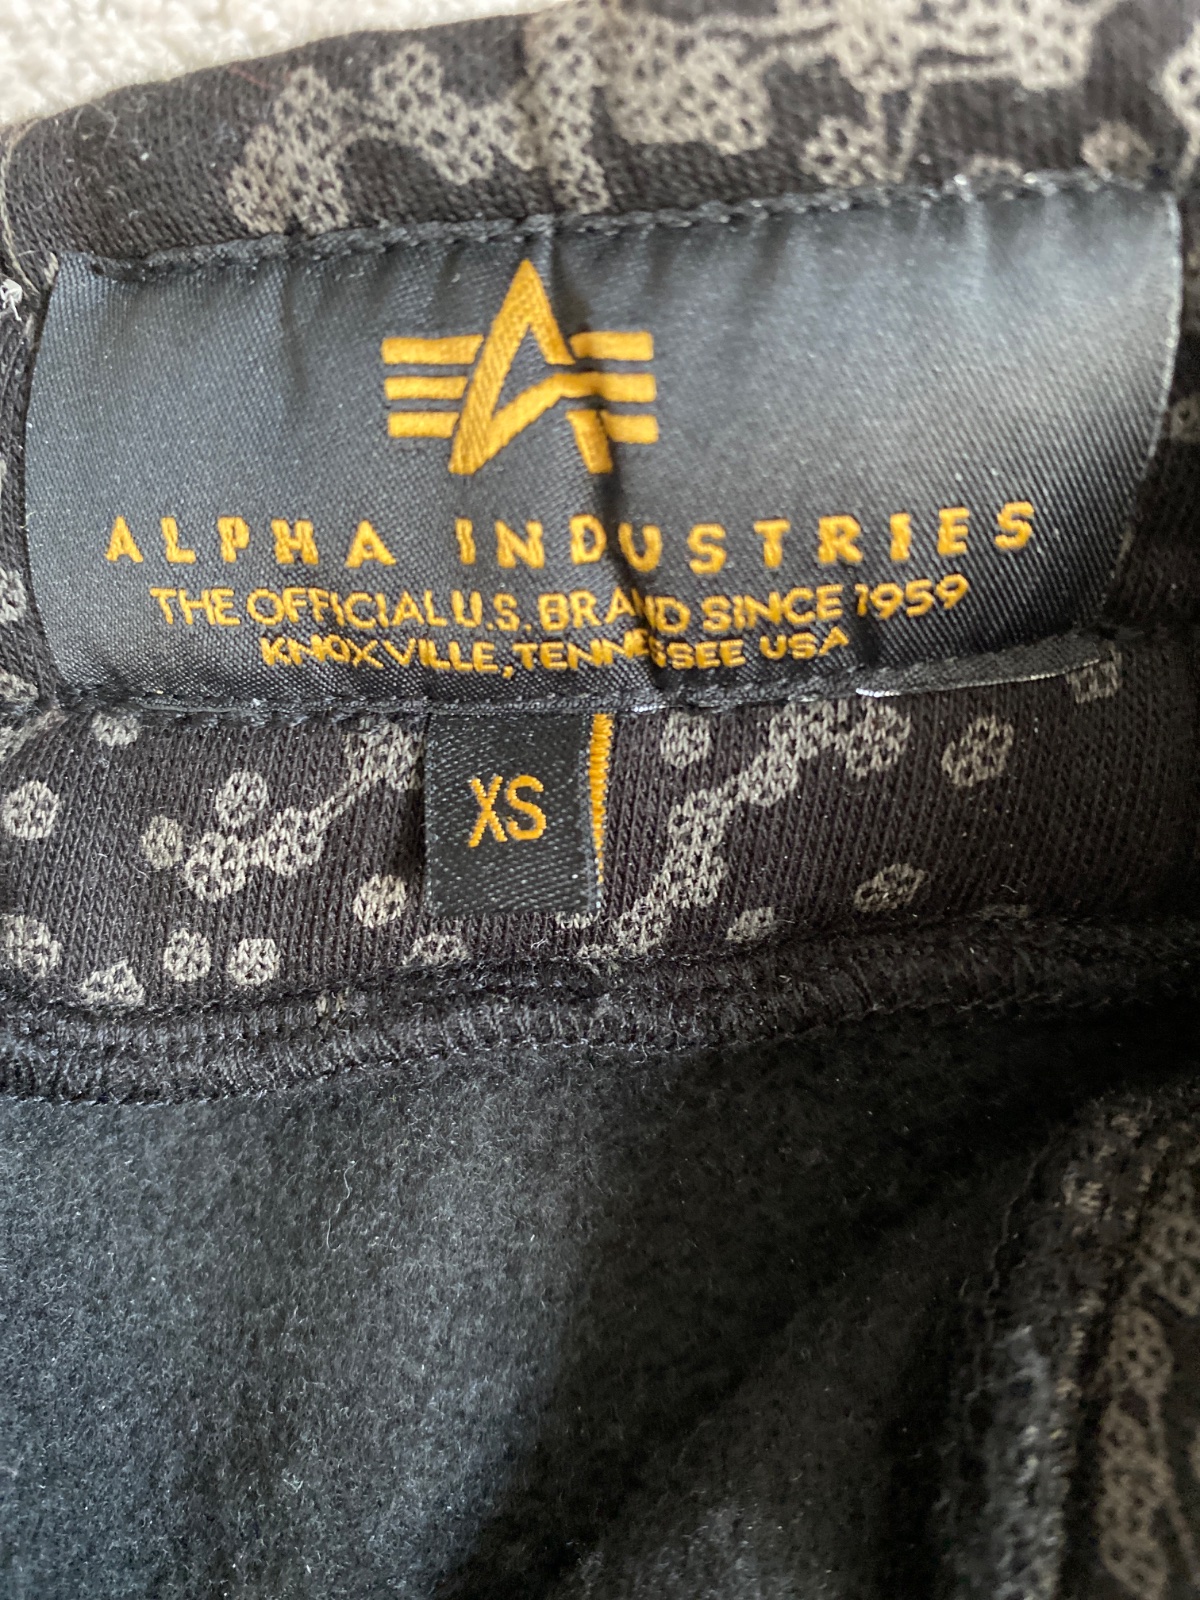 ALPHA INDUSTRIES
THE OFFICIAL U.S. BRAND SINCE 1959
KNOXVILLE, TENNESSEE USA
XS